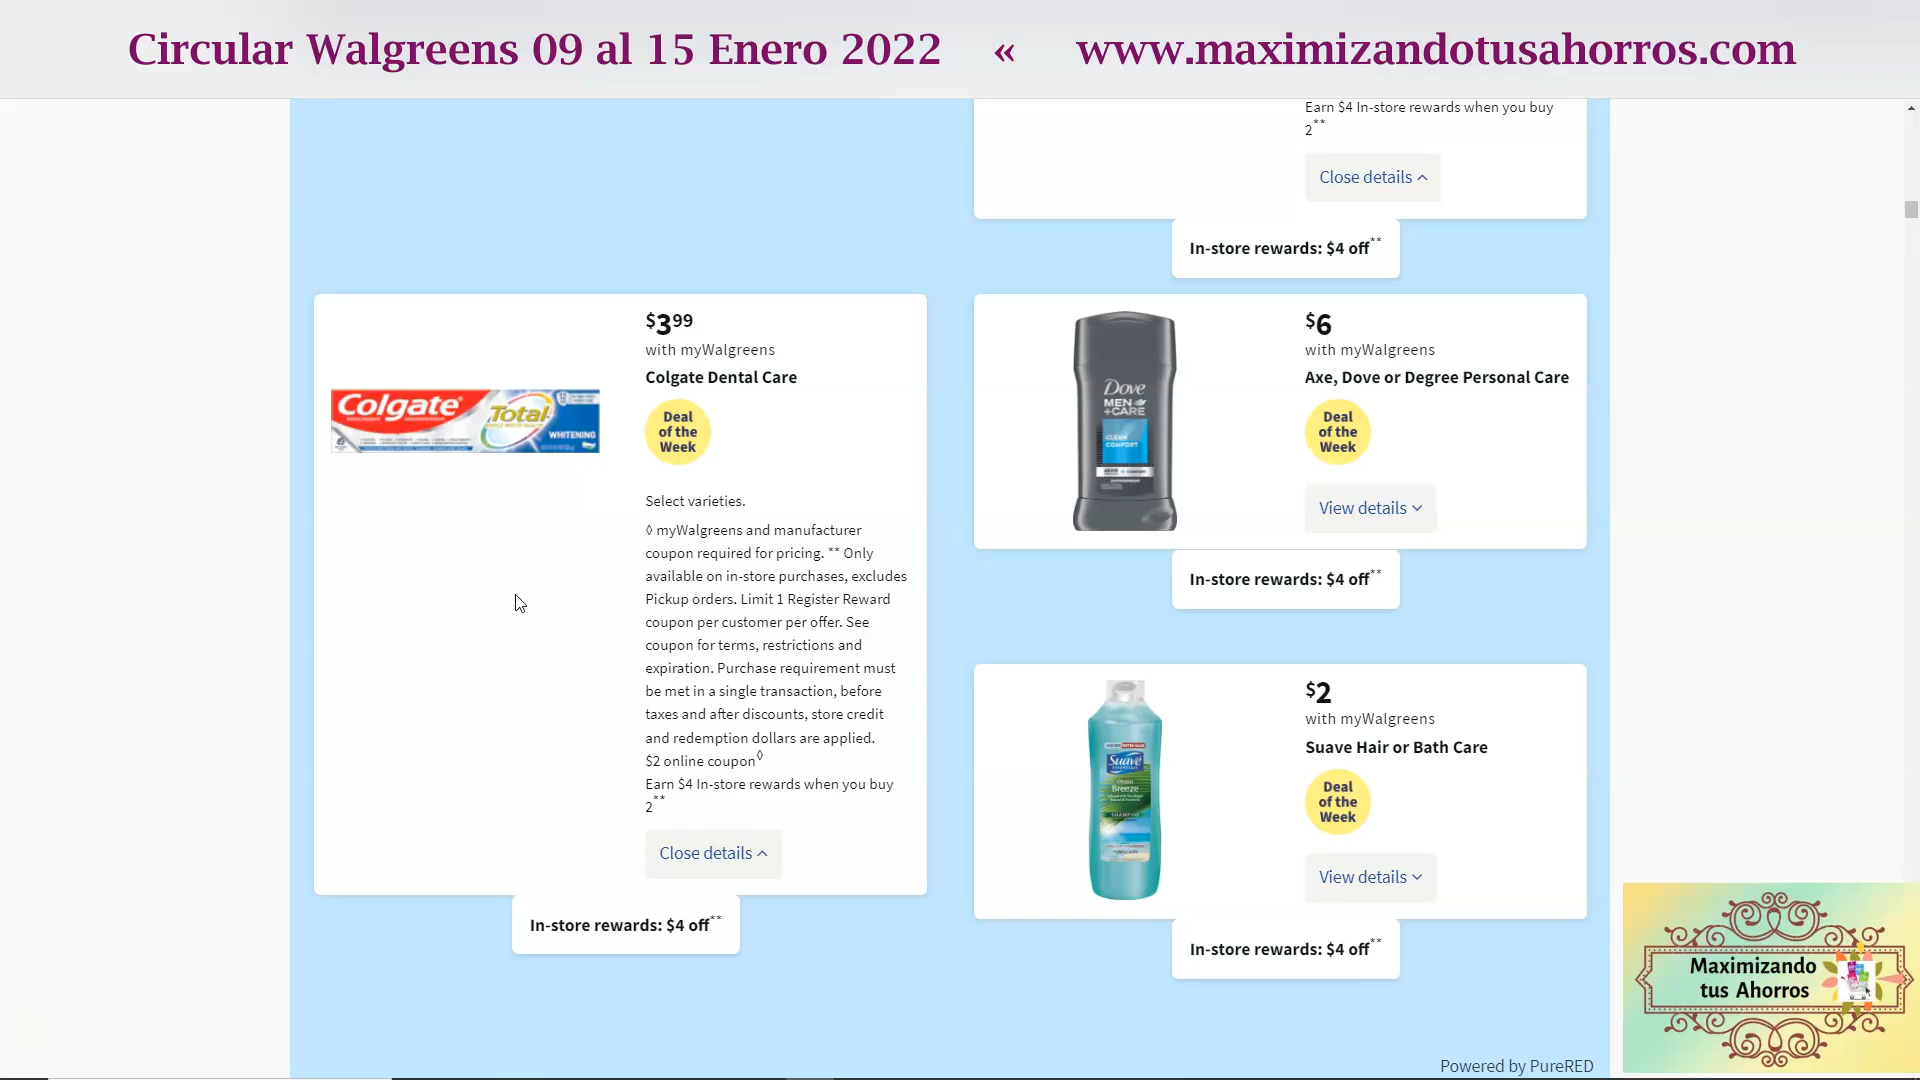 Circular Walgreens 09 al 15 Enero 2022 « www.maximizandotusahorros.com
Earn $4 In-store rewards when you buy
2**
Close details
In-store rewards: $4 off**
$3 99
with myWalgreens
Colgate Dental Care
Deal
of the
Week
Select varieties.
◊ myWalgreens and manufacturer
coupon required for pricing. ** Only
available on in-store purchases, excludes
Pickup orders. Limit 1 Register Reward
coupon per customer per offer. See
coupon for terms, restrictions and
expiration. Purchase requirement must
be met in a single transaction, before
taxes and after discounts, store credit
and redemption dollars are applied.
$2 online coupon◊
Earn $4 In-store rewards when you buy
2**
Close details
In-store rewards: $4 off**
Colgate
Total
WHITENING
$6
with myWalgreens
Axe, Dove or Degree Personal Care
Deal
of the
Week
View details
In-store rewards: $4 off**
Dove
MEN
+CARE
CLEAN
COMFORT
$2
with myWalgreens
Suave Hair or Bath Care
Deal
of the
Week
View details
In-store rewards: $4 off**
Suave
Ocean
Breeze
SHAMPOO
Maximizando
tus Ahorros
Powered by PureRED